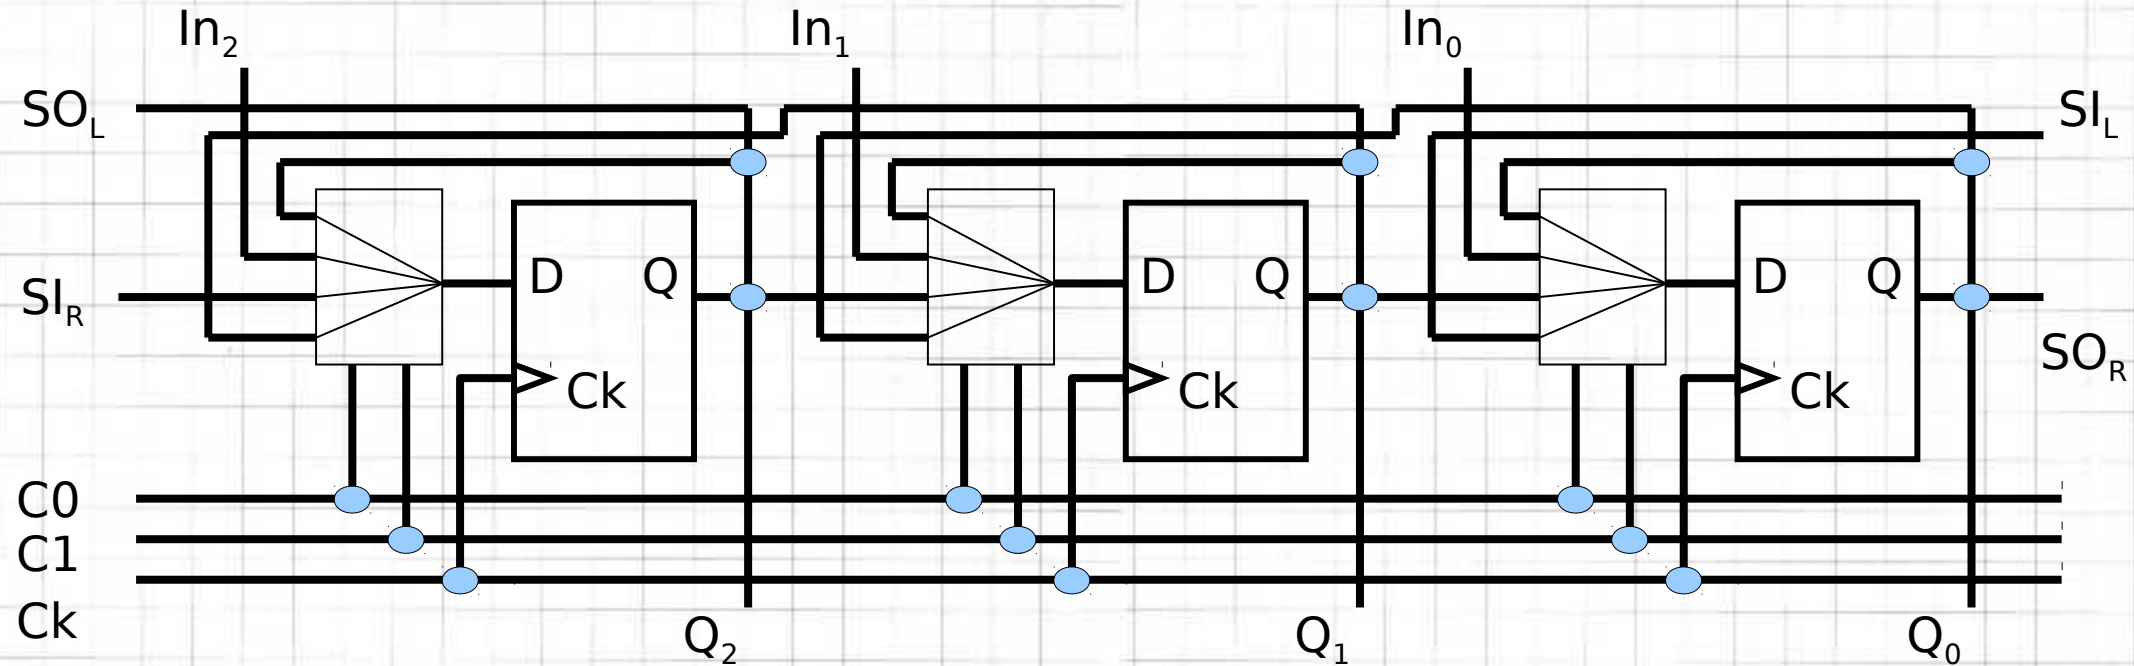 In2 In1 In0
SOL SIL
D Q D Q D Q
SIR
SOR
Ck Ck Ck
C0
C1
Ck
Q2 Q1 Q0